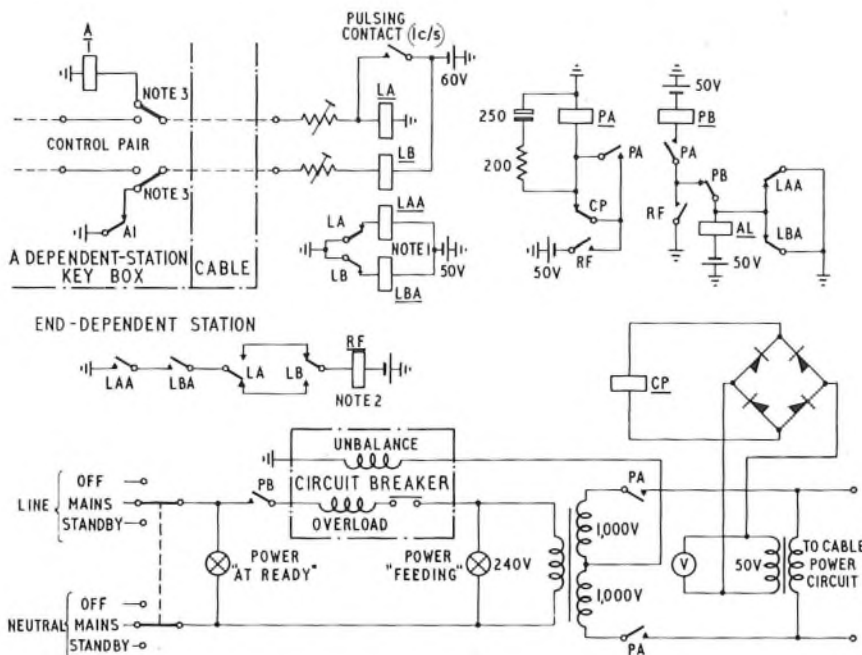 A
1
NOTE 3
CONTROL PAIR
NOTE 3
A1
A DEPENDENT-STATION
KEY BOX
CABLE
PULSING
CONTACT (1c/s)
60V
LA
LB
LAA
LA
NOTE 1
LB
50V
LBA
250
200
PA
PA
CP
50V
RF
50V
PB
PA
PB
RF
AL
50V
LAA
LBA
END-DEPENDENT STATION
LAA
LBA
LA
LB
RF
NOTE 2
CP
UNBALANCE
CIRCUIT BREAKER
OVERLOAD
PB
LINE
OFF
MAINS
STANDBY
POWER
"AT READY"
POWER
"FEEDING"
240V
1,000V
1,000V
PA
PA
V
50V
TO CABLE
POWER
CIRCUIT
NEUTRAL
OFF
MAINS
STANDBY